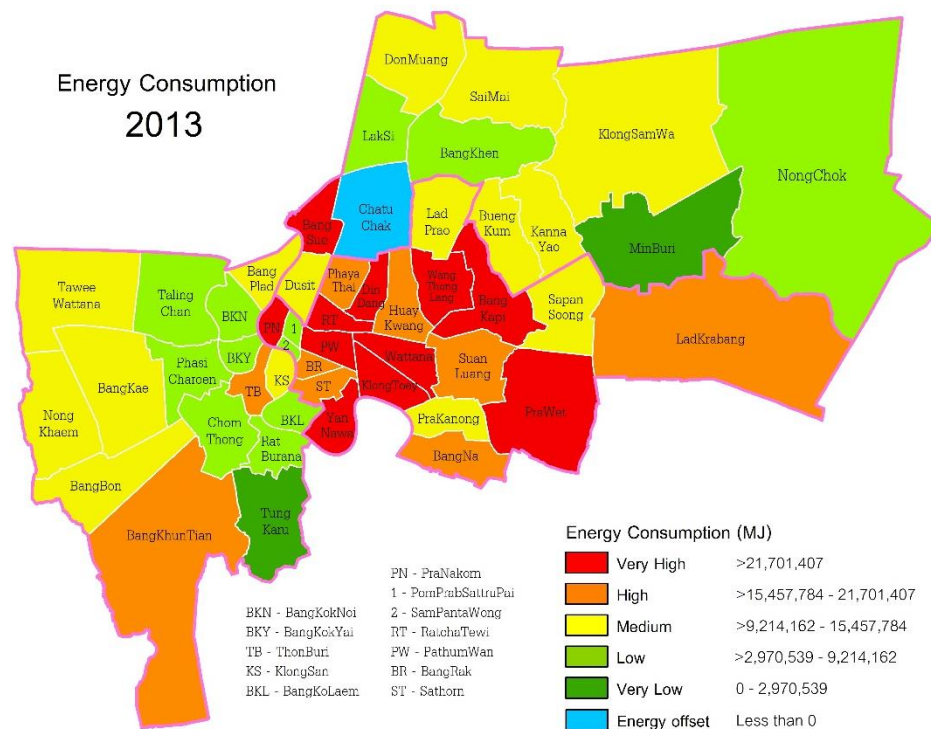 Energy Consumption
2013
DonMuang
SaiMai
LakSi
BangKhen
KlongSamWa
NongChok
Chatu
Chak
Lad
Prao
Bueng
Kum
Kanna
Yao
MinBuri
Bang
Sue
Bang
Plad
Dusit
Phaya
Thai
Din
Dang
Huay
Kwang
Wang
Thong
Lang
Bang
Kapi
Sapan
Soong
LadKrabang
Tawee
Wattana
Taling
Chan
BKN
PN
1
2
RT
PW
Wattana
Suan
Luang
BangKae
Phasi
Charoen
BKY
TB
KS
BR
ST
KlongToey
PraWet
Nong
Khaem
Chom
Thong
BKL
Yan
Nawa
PraKanong
Rat
Burana
BangNa
BangBon
BangKhunTian
Tung
Karu
BKN - BangKokNoi
BKY - BangKokYai
TB - ThonBuri
KS - KlongSan
BKL - BangKoLaem
PN - PraNakorn
1 - PomPrabSattruPai
2 - SamPantaWong
RT - RatchaTewi
PW - PathumWan
BR - BangRak
ST - Sathorn
Energy Consumption (MJ)
Very High >21,701,407
High >15,457,784 - 21,701,407
Medium >9,214,162 - 15,457,784
Low >2,970,539 - 9,214,162
Very Low 0 - 2,970,539
Energy offset Less than 0